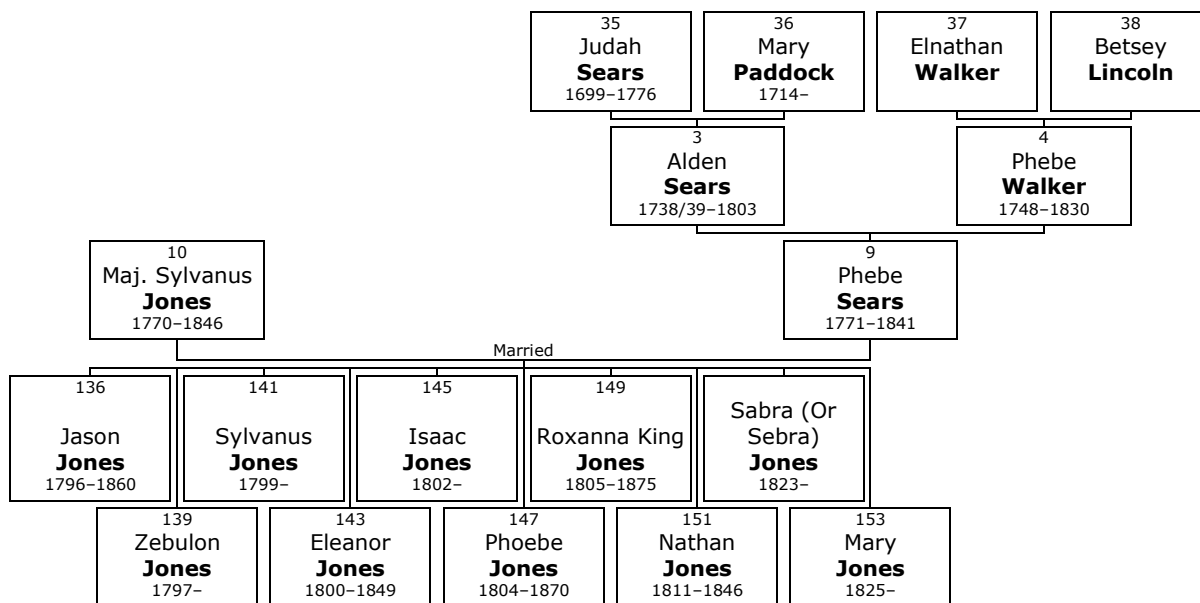 35
Judah
Sears
1699–1776
36
Mary
Paddock
1714–
37
Elnathan
Walker
38
Betsey
Lincoln
3
Alden
Sears
1738/39–1803
4
Phebe
Walker
1748–1830
10
Maj. Sylvanus
Jones
1770–1846
9
Phebe
Sears
1771–1841
Married
136
Jason
Jones
1796–1860
141
Sylvanus
Jones
1799–
145
Isaac
Jones
1802–
149
Roxanna King
Jones
1805–1875
Sabra (Or
Sebra)
Jones
1823–
139
Zebulon
Jones
1797–
143
Eleanor
Jones
1800–1849
147
Phoebe
Jones
1804–1870
151
Nathan
Jones
1811–1846
153
Mary
Jones
1825–